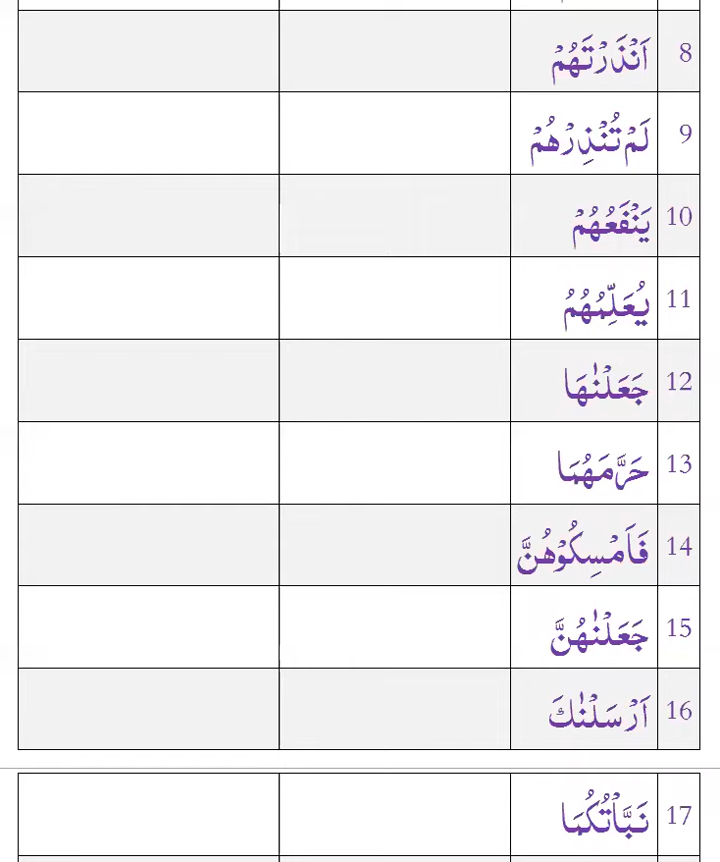 8 اَنْذَرْتَهُمْ
9 لَمْ تُنْذِرْهُمْ
10 يَنْفَعُهُمْ
11 يُعَلِّمُهُمُ
12 جَعَلْنٰهَا
13 حَرَّمَهُمَا
14 فَاَمْسِكُوْهُنَّ
15 جَعَلْنٰهُنَّ
16 اَرْسَلْنٰكَ
17 نَبَّاْتُكُمَا